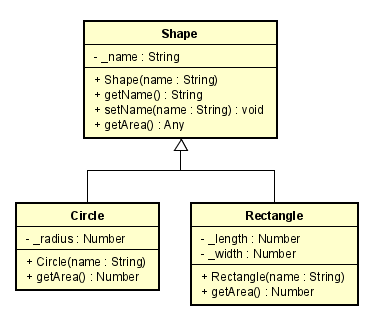 Shape
- _name : String
+ Shape(name : String)
+ getName() : String
+ setName(name : String) : void
+ getArea() : Any
Circle
- _radius : Number
+ Circle(name : String)
+ getArea() : Number
Rectangle
- _length : Number
- _width : Number
+ Rectangle(name : String)
+ getArea() : Number